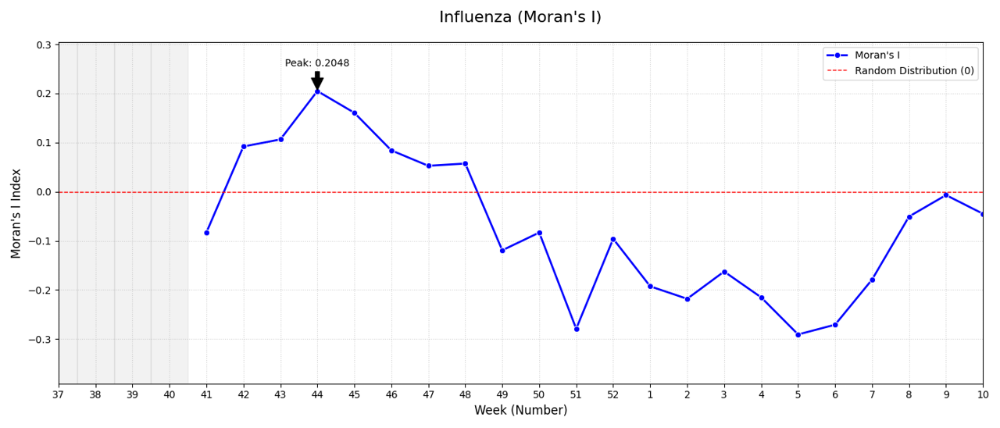 Influenza (Moran's I)
Peak: 0.2048
Moran's I
Random Distribution (0)
Moran's I Index
0.3
0.2
0.1
0.0
−0.1
−0.2
−0.3
37 38 39 40 41 42 43 44 45 46 47 48 49 50 51 52 1 2 3 4 5 6 7 8 9 10
Week (Number)